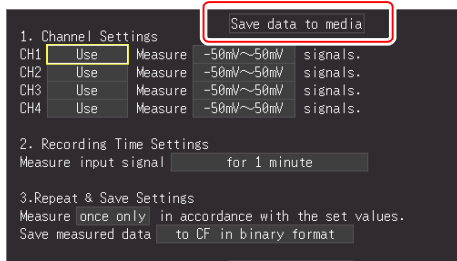 Save data to media
1. Channel Settings
CH1 Use Measure -50mV～50mV signals.
CH2 Use Measure -50mV～50mV signals.
CH3 Use Measure -50mV～50mV signals.
CH4 Use Measure -50mV～50mV signals.
2. Recording Time Settings
Measure input signal for 1 minute
3.Repeat & Save Settings
Measure once only in accordance with the set values.
Save measured data to CF in binary format